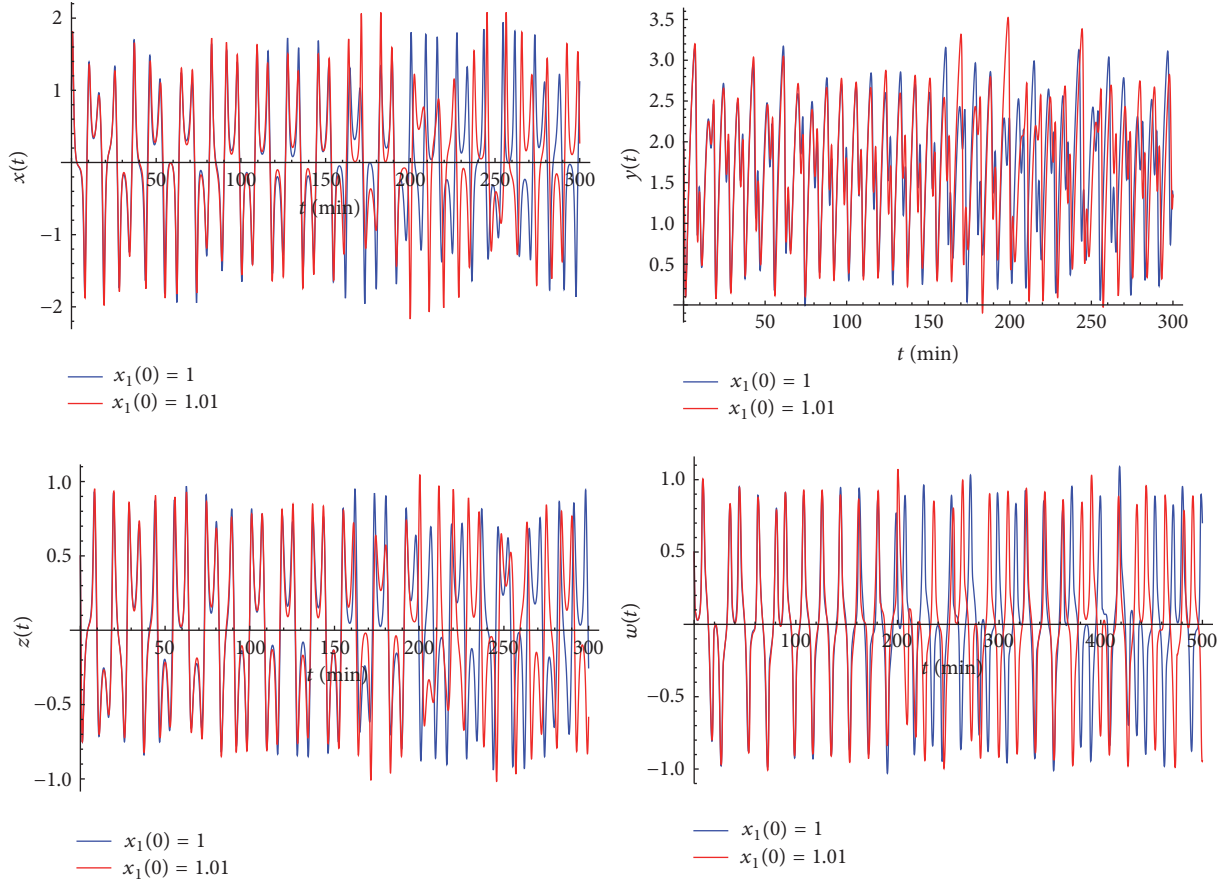 2
1
−1
−2
x(t)
50
100
150
200
250
300
t (min)
x₁(0) = 1
x₁(0) = 1.01
3.5
3.0
2.5
2.0
1.5
1.0
0.5
y(t)
50
100
150
200
250
300
t (min)
x₁(0) = 1
x₁(0) = 1.01
1.0
0.5
−0.5
−1.0
z(t)
50
100
150
200
250
300
t (min)
x₁(0) = 1
x₁(0) = 1.01
1.0
0.5
−0.5
−1.0
w(t)
100
200
300
400
500
t (min)
x₁(0) = 1
x₁(0) = 1.01